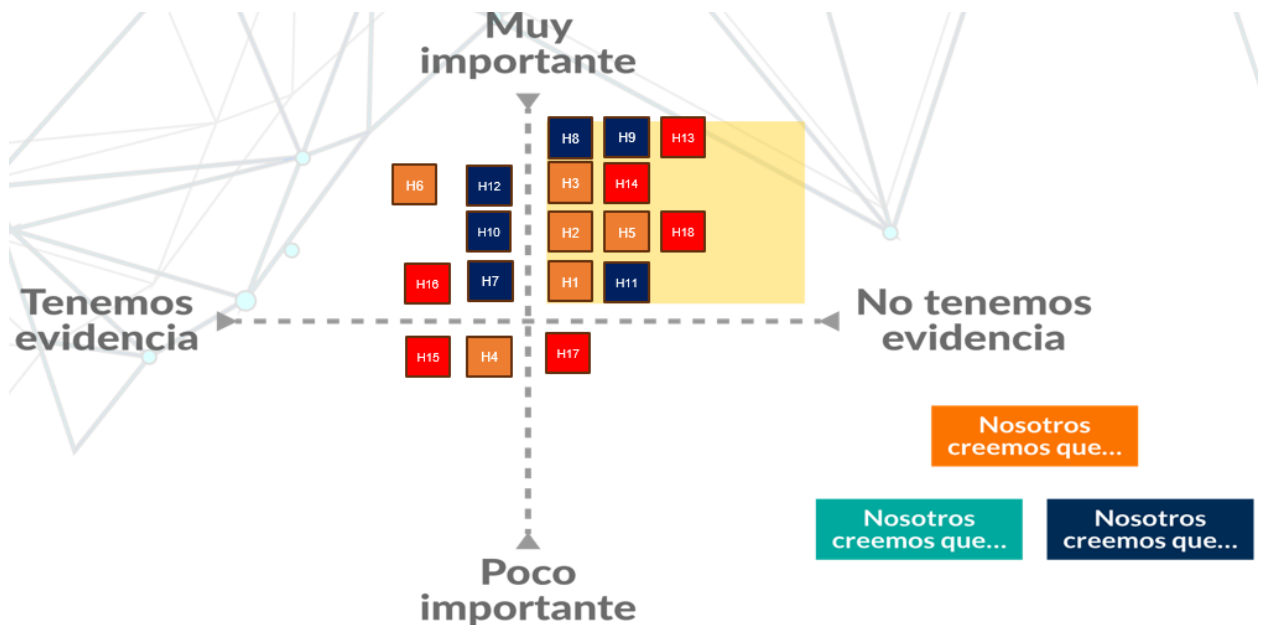 Muy
importante
H8 H9 H13
H6 H12 H3 H14
H10 H2 H5 H18
H16 H7 H1 H11
Tenemos
evidencia
No tenemos
evidencia
H15 H4 H17
Nosotros
creemos que...
Nosotros
creemos que...
Nosotros
creemos que...
Poco
importante